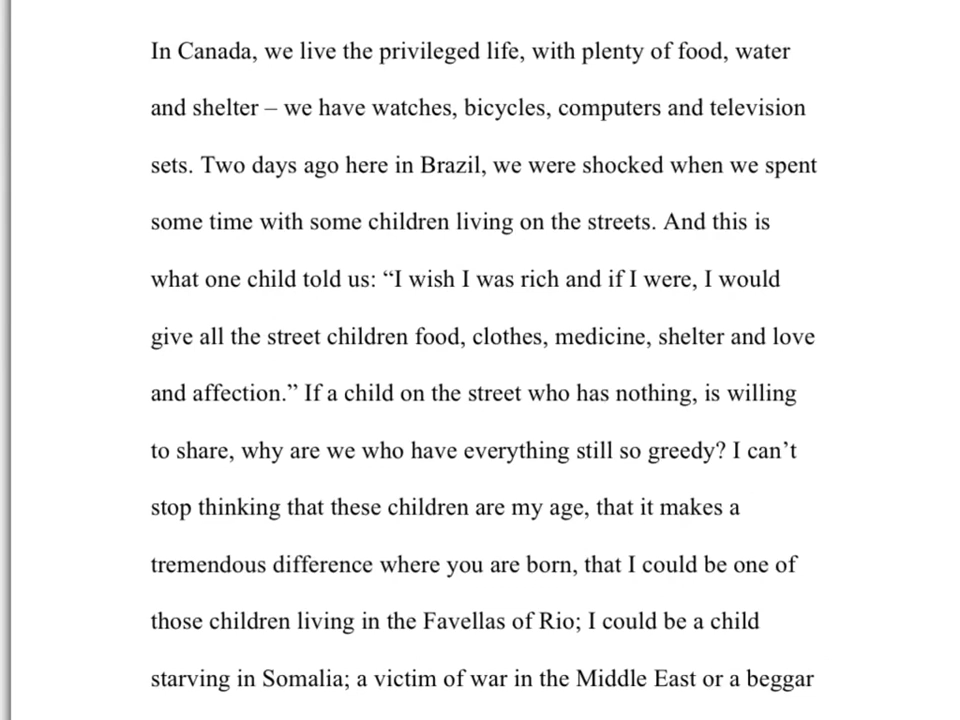 In Canada, we live the privileged life, with plenty of food, water
and shelter – we have watches, bicycles, computers and television
sets. Two days ago here in Brazil, we were shocked when we spent
some time with some children living on the streets. And this is
what one child told us: “I wish I was rich and if I were, I would
give all the street children food, clothes, medicine, shelter and love
and affection.” If a child on the street who has nothing, is willing
to share, why are we who have everything still so greedy? I can’t
stop thinking that these children are my age, that it makes a
tremendous difference where you are born, that I could be one of
those children living in the Favellas of Rio; I could be a child
starving in Somalia; a victim of war in the Middle East or a beggar